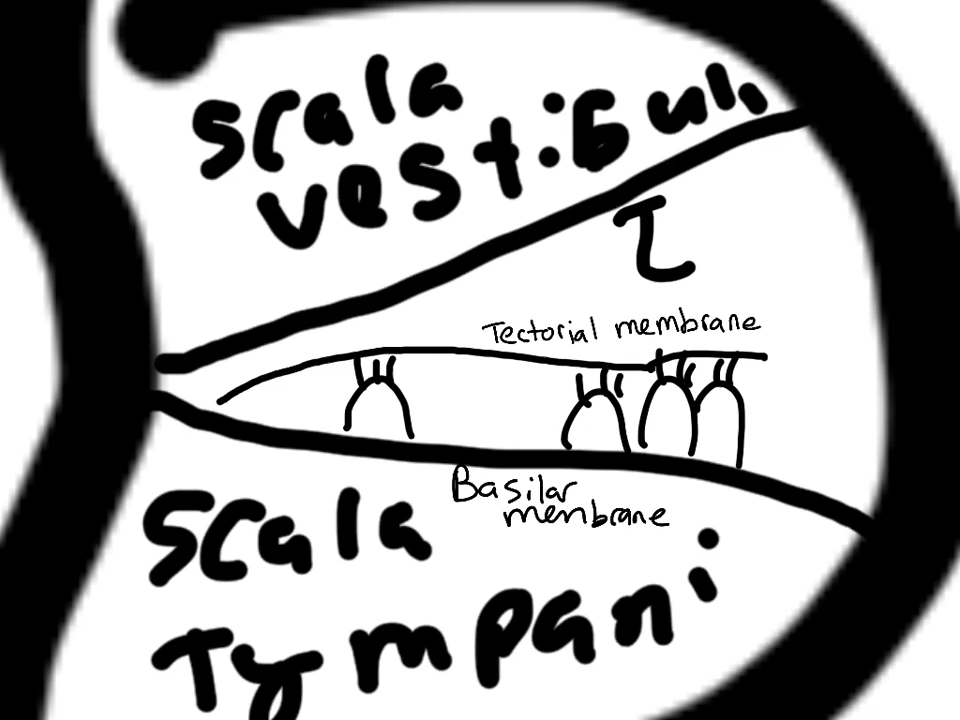 scala
vestibuli
Tectorial membrane
Basilar
membrane
Scala
Tympani